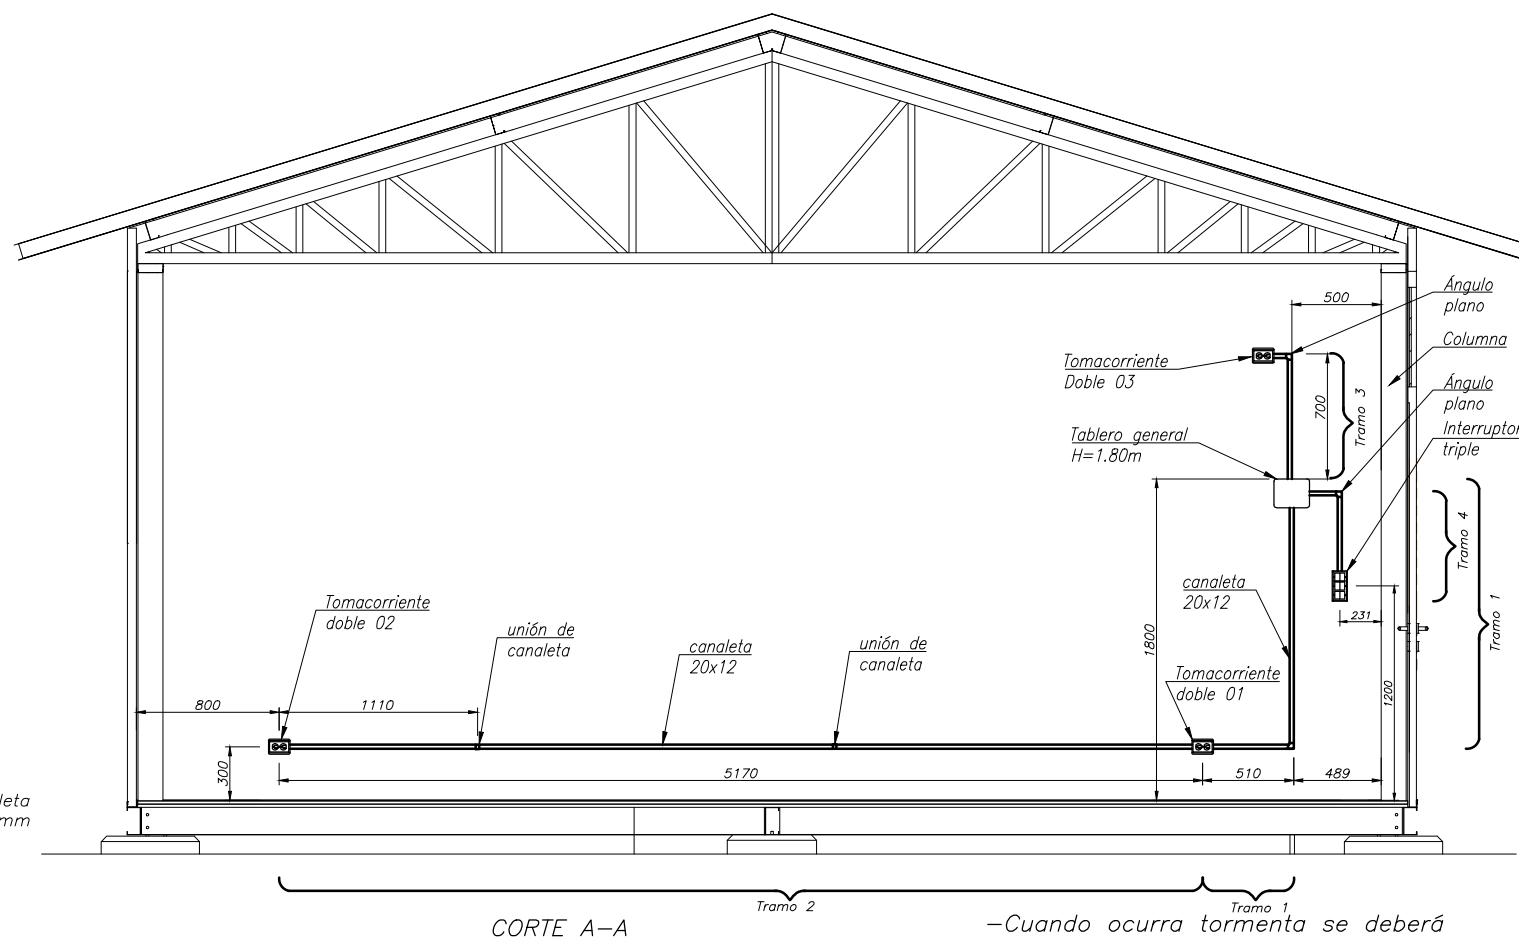 500
Ángulo
plano
Columna
Tomacorriente
Doble 03
700
Tramo 3
Ángulo
plano
Tablero general
H=1.80m
Interruptor
triple
Tramo 4
Tramo 1
canaleta
20x12
1800
231
1200
Tomacorriente
doble 02
unión de
canaleta
canaleta
20x12
unión de
canaleta
Tomacorriente
doble 01
800
1110
300
5170
510
489
leta
mm
Tramo 2
Tramo 1
CORTE A-A
-Cuando ocurra tormenta se deberá